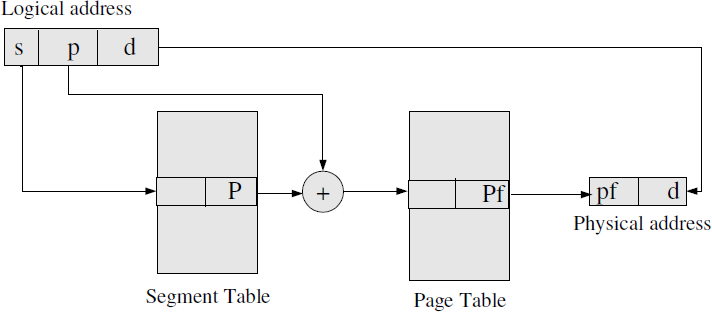 Logical address
s p d
P
+
Pf
pf d
Physical address
Segment Table
Page Table